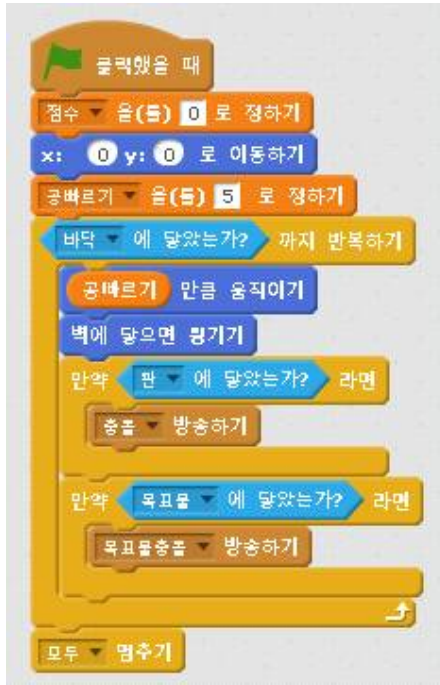 클릭했을 때
점수 을(를) 0 로 정하기
x: 0 y: 0 로 이동하기
공빠르기 을(를) 5 로 정하기
바닥 에 닿았는가? 까지 반복하기
공빠르기 만큼 움직이기
벽에 닿으면 튕기기
만약 판 에 닿았는가? 라면
충돌 방송하기
만약 목표물 에 닿았는가? 라면
목표물충돌 방송하기
모두 멈추기